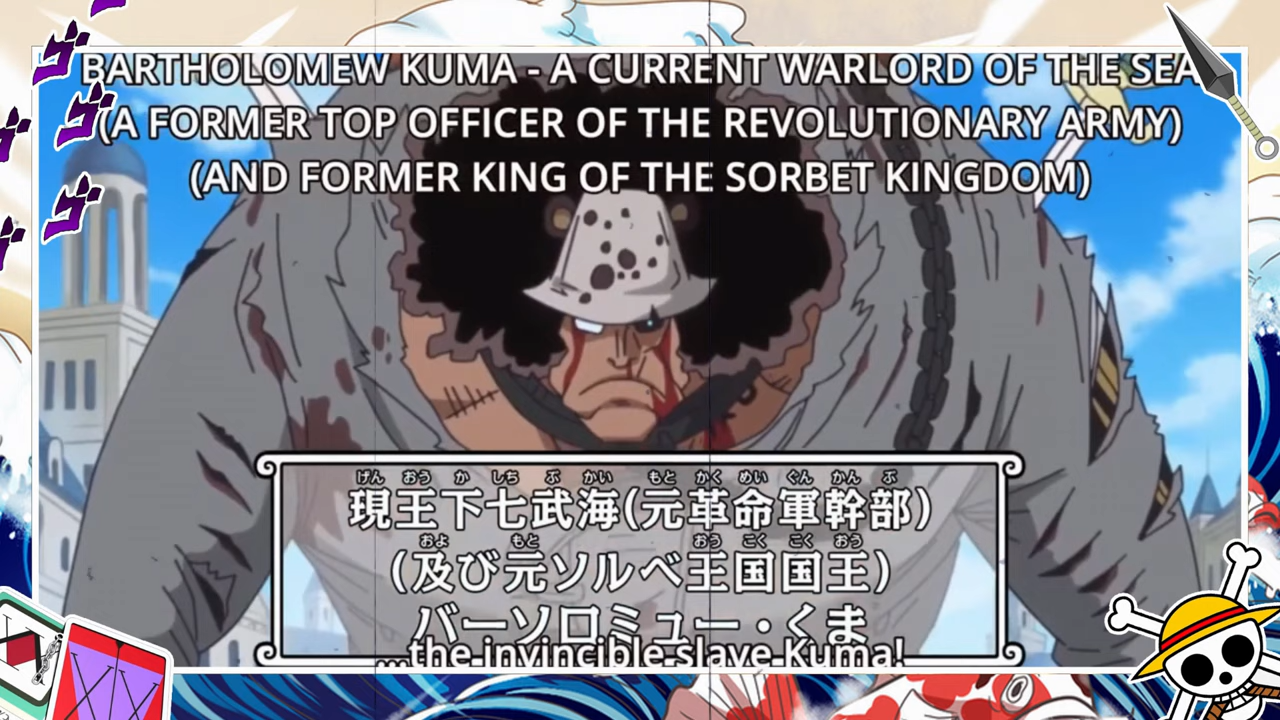 BARTHOLOMEW KUMA - A CURRENT WARLORD OF THE SEA
(A FORMER TOP OFFICER OF THE REVOLUTIONARY ARMY)
(AND FORMER KING OF THE SORBET KINGDOM)
ゴ
ゴ
ゴ
げん おう か しち ぶ かい もと かく めい ぐん かん ぶ
現王下七武海(元革命軍幹部)
およ もと おう こく こく おう
(及び元ソルベ王国国王)
バーソロミュー・くま
...the invincible slave Kuma!